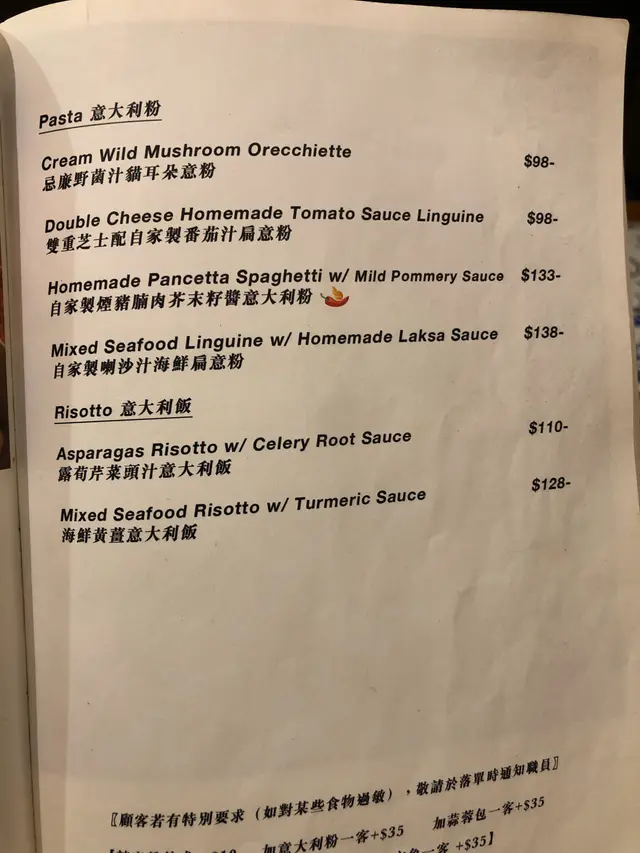 Pasta 意大利粉
Cream Wild Mushroom Orecchiette $98-
忌廉野菌汁貓耳朵意粉
Double Cheese Homemade Tomato Sauce Linguine $98-
雙重芝士配自家製番茄汁扁意粉
Homemade Pancetta Spaghetti w/ Mild Pommery Sauce $133-
自家製煙豬腩肉芥末籽醬意大利粉
Mixed Seafood Linguine w/ Homemade Laksa Sauce $138-
自家製喇沙汁海鮮扁意粉
Risotto 意大利飯
Asparagas Risotto w/ Celery Root Sauce $110-
露荀芹菜頭汁意大利飯
Mixed Seafood Risotto w/ Turmeric Sauce $128-
海鮮黃薑意大利飯
〖顧客若有特別要求（如對某些食物過敏），敬請於落單時通知職員〗
加意大利粉一客+$35 加蒜蓉包一客+$35
一客 +$35】